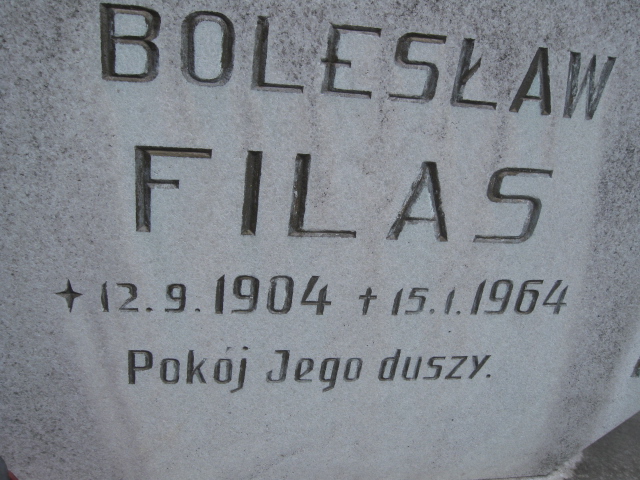 BOLESŁAW
FILAS
✦ 12.9.1904 ✝ 15.1.1964
Pokój Jego duszy.